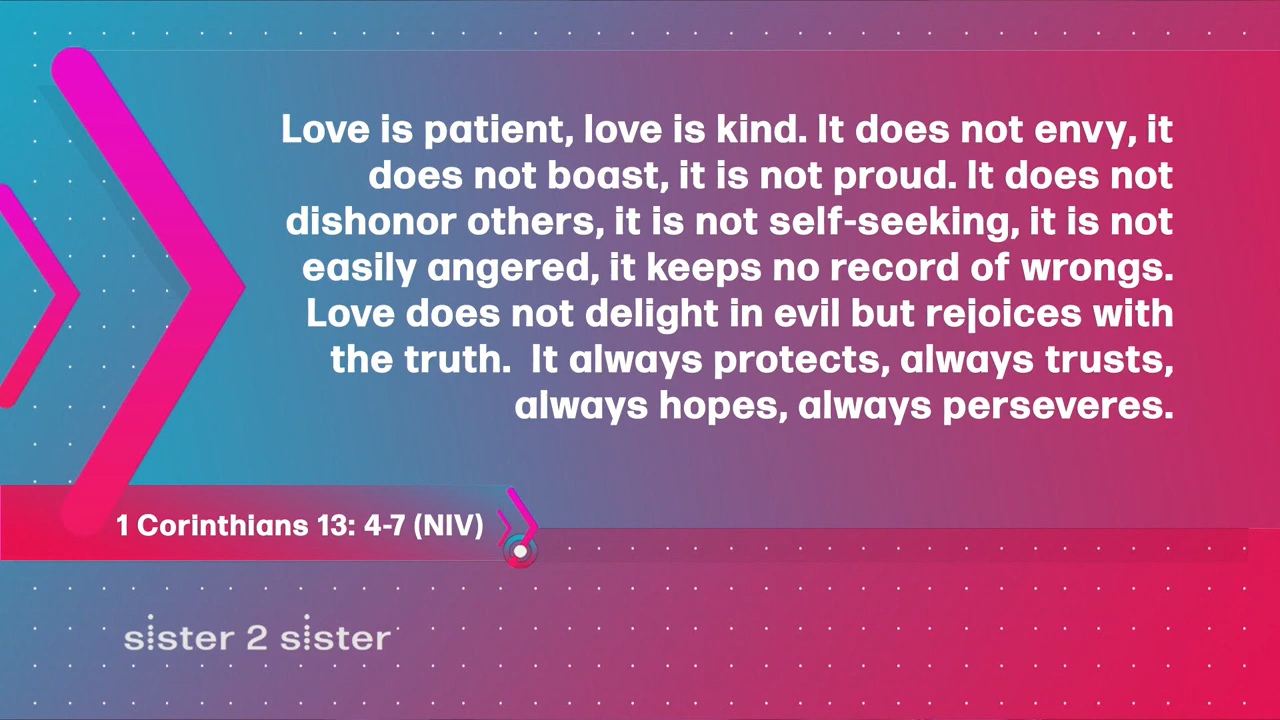 Love is patient, love is kind. It does not envy, it
does not boast, it is not proud. It does not
dishonor others, it is not self-seeking, it is not
easily angered, it keeps no record of wrongs.
Love does not delight in evil but rejoices with
the truth.  It always protects, always trusts,
always hopes, always perseveres.
1 Corinthians 13: 4-7 (NIV)
sister 2 sister